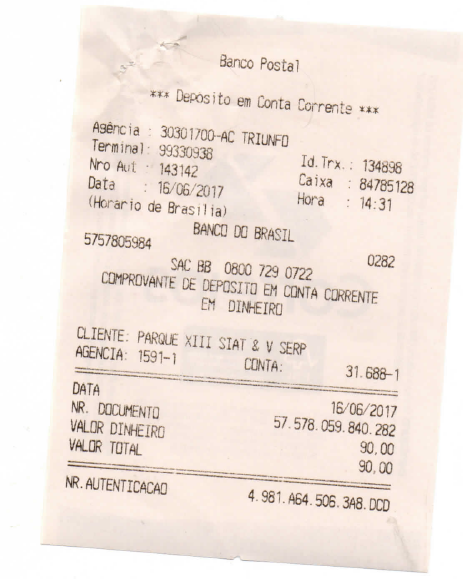 Banco Postal
*** Deposito em Conta Corrente ***
Agência : 30301700-AC TRIUNFO
Terminal: 99330938 Id.Trx.: 134898
Nro Aut : 143142 Caixa : 84785128
Data : 16/06/2017 Hora : 14:31
(Horario de Brasilia)
BANCO DO BRASIL
5757805984 0282
SAC BB 0800 729 0722
COMPROVANTE DE DEPOSITO EM CONTA CORRENTE
EM DINHEIRO
CLIENTE: PARQUE XIII SIAT & V SERP
AGENCIA: 1591-1 CONTA: 31.688-1
DATA 16/06/2017
NR. DOCUMENTO 57.578.059.840.282
VALOR DINHEIRO 90,00
VALOR TOTAL 90,00
NR.AUTENTICACAO 4.981.A64.506.3A8.DCD